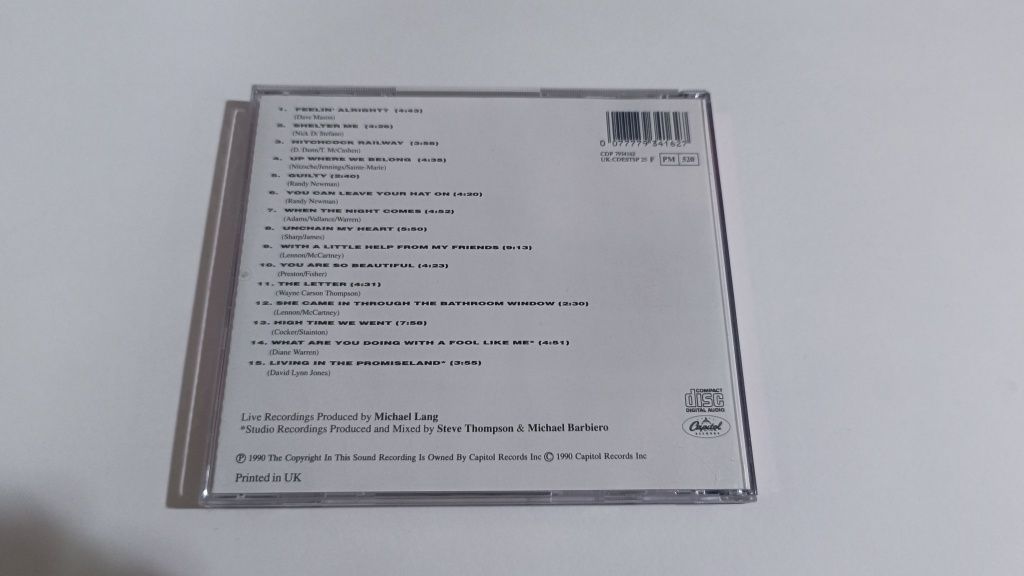 1. FEELIN' ALRIGHT? (4:43)
(Dave Mason)
2. SHELTER ME (4:26)
(Nick Di Stefano)
3. HITCHCOCK RAILWAY (3:58)
(D. Dunn/T. McCashen)
4. UP WHERE WE BELONG (4:35)
(Nitzsche/Jennings/Sainte-Marie)
5. GUILTY (2:40)
(Randy Newman)
6. YOU CAN LEAVE YOUR HAT ON (4:20)
(Randy Newman)
7. WHEN THE NIGHT COMES (4:52)
(Adams/Vallance/Warren)
8. UNCHAIN MY HEART (5:50)
(Sharp/James)
9. WITH A LITTLE HELP FROM MY FRIENDS (9:13)
(Lennon/McCartney)
10. YOU ARE SO BEAUTIFUL (4:23)
(Preston/Fisher)
11. THE LETTER (4:31)
(Wayne Carson Thompson)
12. SHE CAME IN THROUGH THE BATHROOM WINDOW (2:30)
(Lennon/McCartney)
13. HIGH TIME WE WENT (7:58)
(Cocker/Stainton)
14. WHAT ARE YOU DOING WITH A FOOL LIKE ME* (4:51)
(Diane Warren)
15. LIVING IN THE PROMISELAND* (3:55)
(David Lynn Jones)
Live Recordings Produced by Michael Lang
*Studio Recordings Produced and Mixed by Steve Thompson & Michael Barbiero
Ⓟ 1990 The Copyright In This Sound Recording Is Owned By Capitol Records Inc © 1990 Capitol Records Inc
Printed in UK
0 077779 341627
CDP 7934162
UK:CDESTSP 25 F PM 520
COMPACT
disc
DIGITAL AUDIO
Capitol
RECORDS